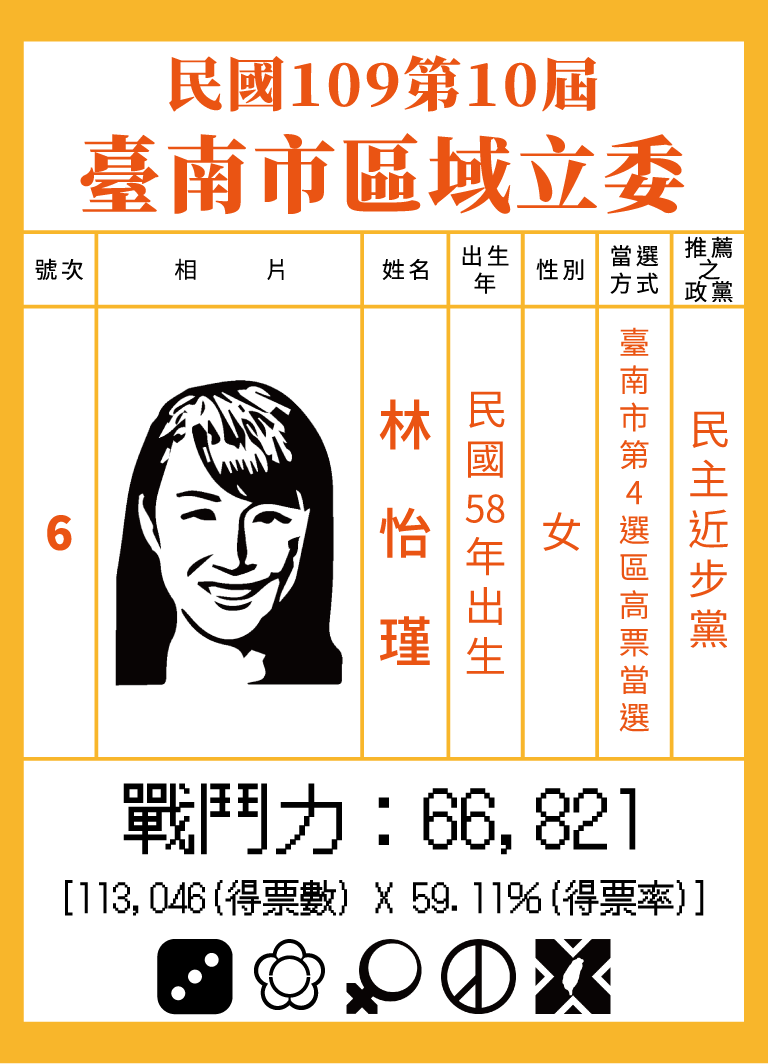 民國109第10屆
臺南市區域立委
號次
相 片
姓名
出生
年
性別
當選
方式
推薦
之
政黨
6
林怡瑾
民國58年出生
女
臺南市第4選區高票當選
民主近步黨
戰鬥力：66,821
[113,046(得票數) X 59.11%(得票率)]